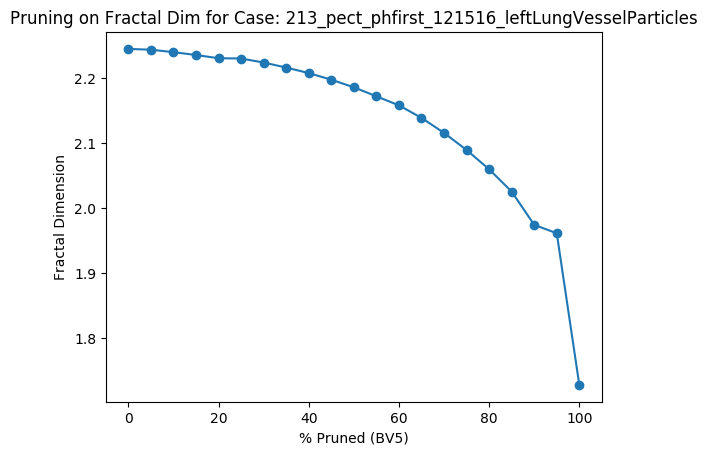 Pruning on Fractal Dim for Case: 213_pect_phfirst_121516_leftLungVesselParticles
2.2
2.1
2.0
1.9
1.8
Fractal Dimension
0 20 40 60 80 100
% Pruned (BV5)